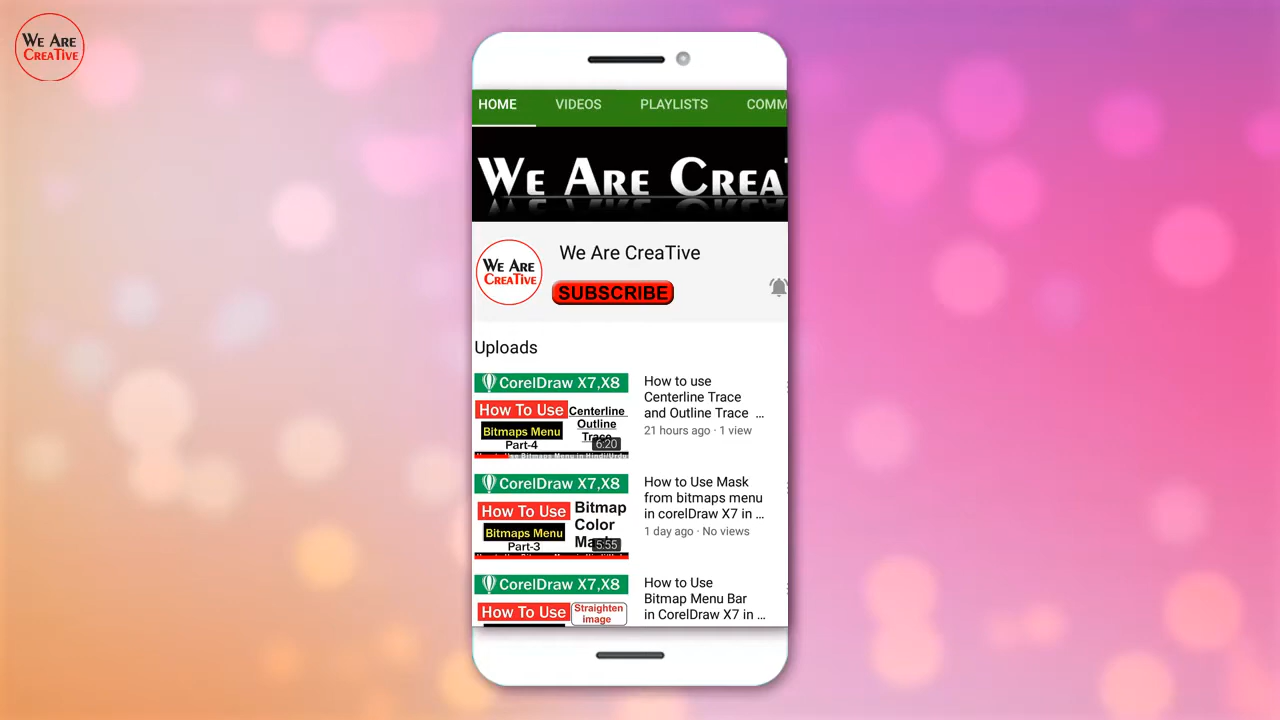 We Are
CreaTive
HOME VIDEOS PLAYLISTS COMM
We Are Crea
We Are CreaTive
We Are
CreaTive
SUBSCRIBE
Uploads
CorelDraw X7,X8
How To Use
Centerline
Outline
Trace
Bitmaps Menu
Part-4
6:20
How to use
Centerline Trace
and Outline Trace ...
21 hours ago · 1 view
CorelDraw X7,X8
How To Use
Bitmap
Color
Bitmaps Menu
Part-3
5:55
How to Use Mask
from bitmaps menu
in corelDraw X7 in ...
1 day ago · No views
CorelDraw X7,X8
How To Use
Straighten
image
How to Use
Bitmap Menu Bar
in CorelDraw X7 in ...